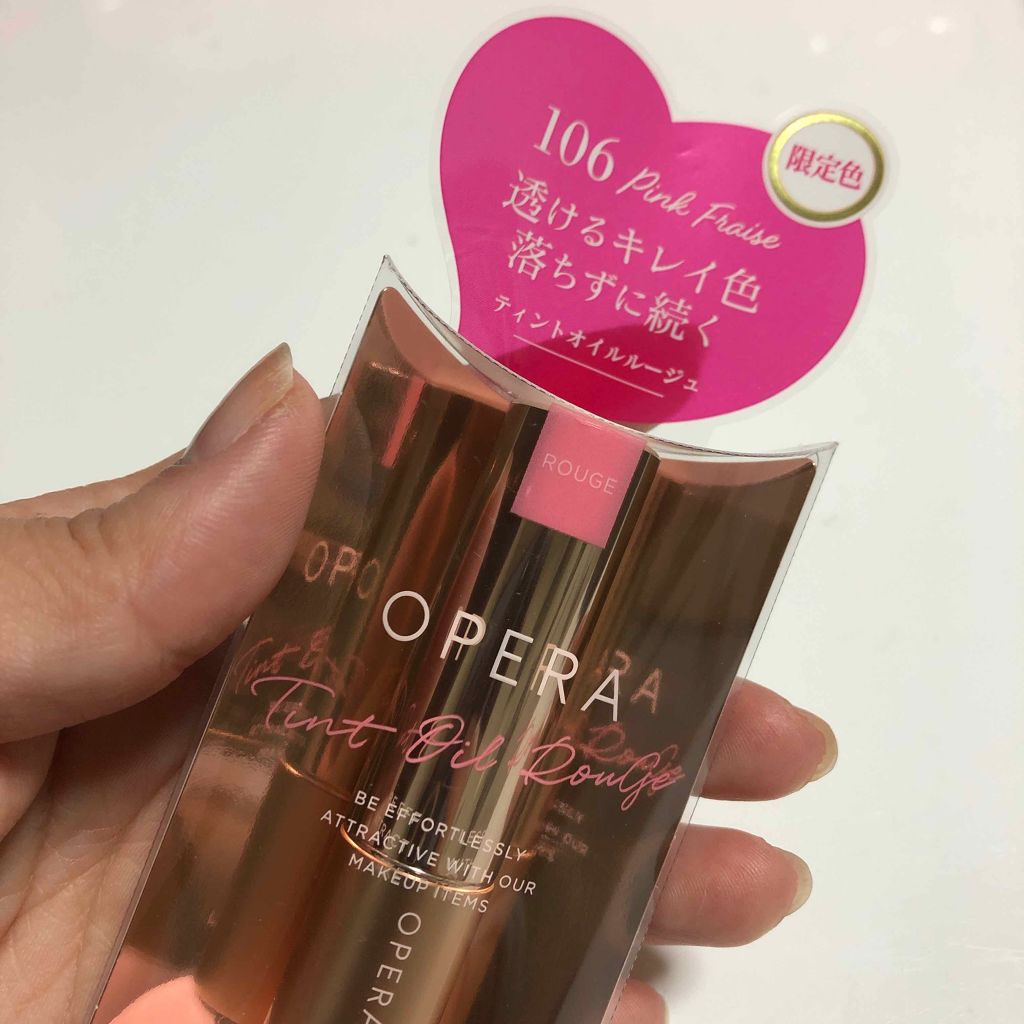 106 Pink Fraise
限定色
透けるキレイ色
落ちずに続く
ティントオイルルージュ
ROUGE
OPERA
Tint Oil Rouge
BE EFFORTLESSLY
ATTRACTIVE WITH OUR
MAKEUP ITEMS
OPERA